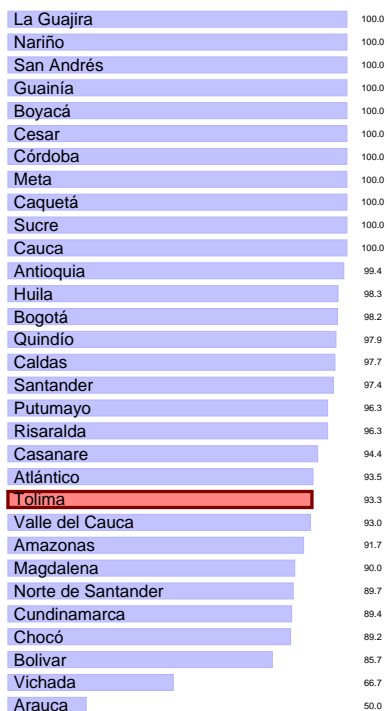 La Guajira 100.0
Nariño 100.0
San Andrés 100.0
Guainía 100.0
Boyacá 100.0
Cesar 100.0
Córdoba 100.0
Meta 100.0
Caquetá 100.0
Sucre 100.0
Cauca 100.0
Antioquia 99.4
Huila 98.3
Bogotá 98.2
Quindío 97.9
Caldas 97.7
Santander 97.4
Putumayo 96.3
Risaralda 96.3
Casanare 94.4
Atlántico 93.5
Tolima 93.3
Valle del Cauca 93.0
Amazonas 91.7
Magdalena 90.0
Norte de Santander 89.7
Cundinamarca 89.4
Chocó 89.2
Bolivar 85.7
Vichada 66.7
Arauca 50.0